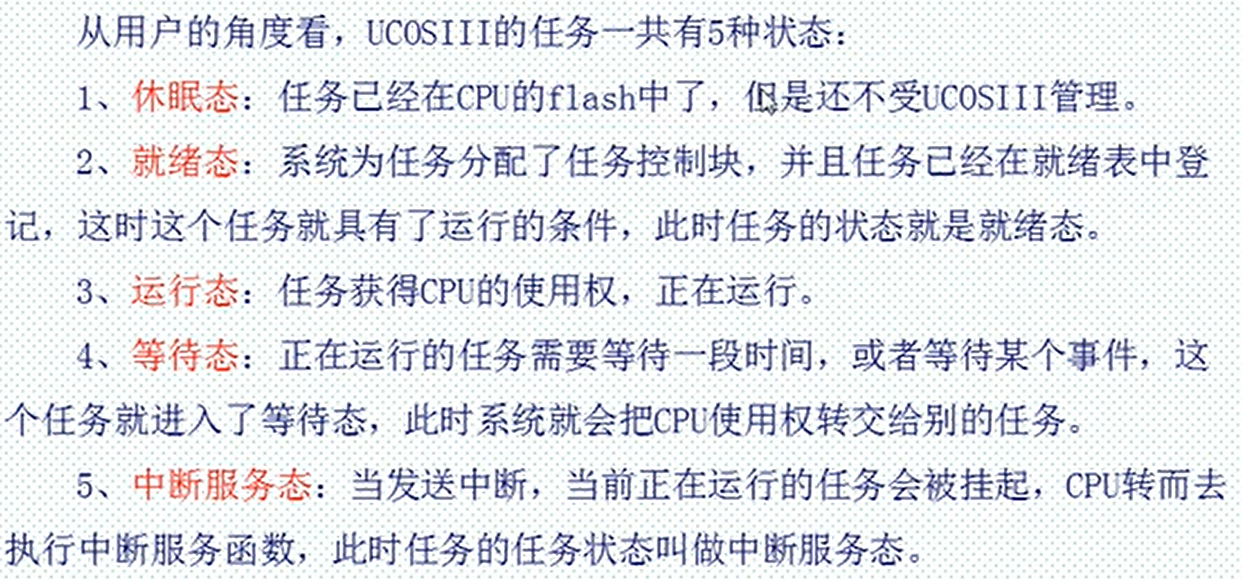 从用户的角度看，UCOSIII的任务一共有5种状态：
1、休眠态：任务已经在CPU的flash中了，但是还不受UCOSIII管理。
2、就绪态：系统为任务分配了任务控制块，并且任务已经在就绪表中登
记，这时这个任务就具有了运行的条件，此时任务的状态就是就绪态。
3、运行态：任务获得CPU的使用权，正在运行。
4、等待态：正在运行的任务需要等待一段时间，或者等待某个事件，这
个任务就进入了等待态，此时系统就会把CPU使用权转交给别的任务。
5、中断服务态：当发送中断，当前正在运行的任务会被挂起，CPU转而去
执行中断服务函数，此时任务的任务状态叫做中断服务态。